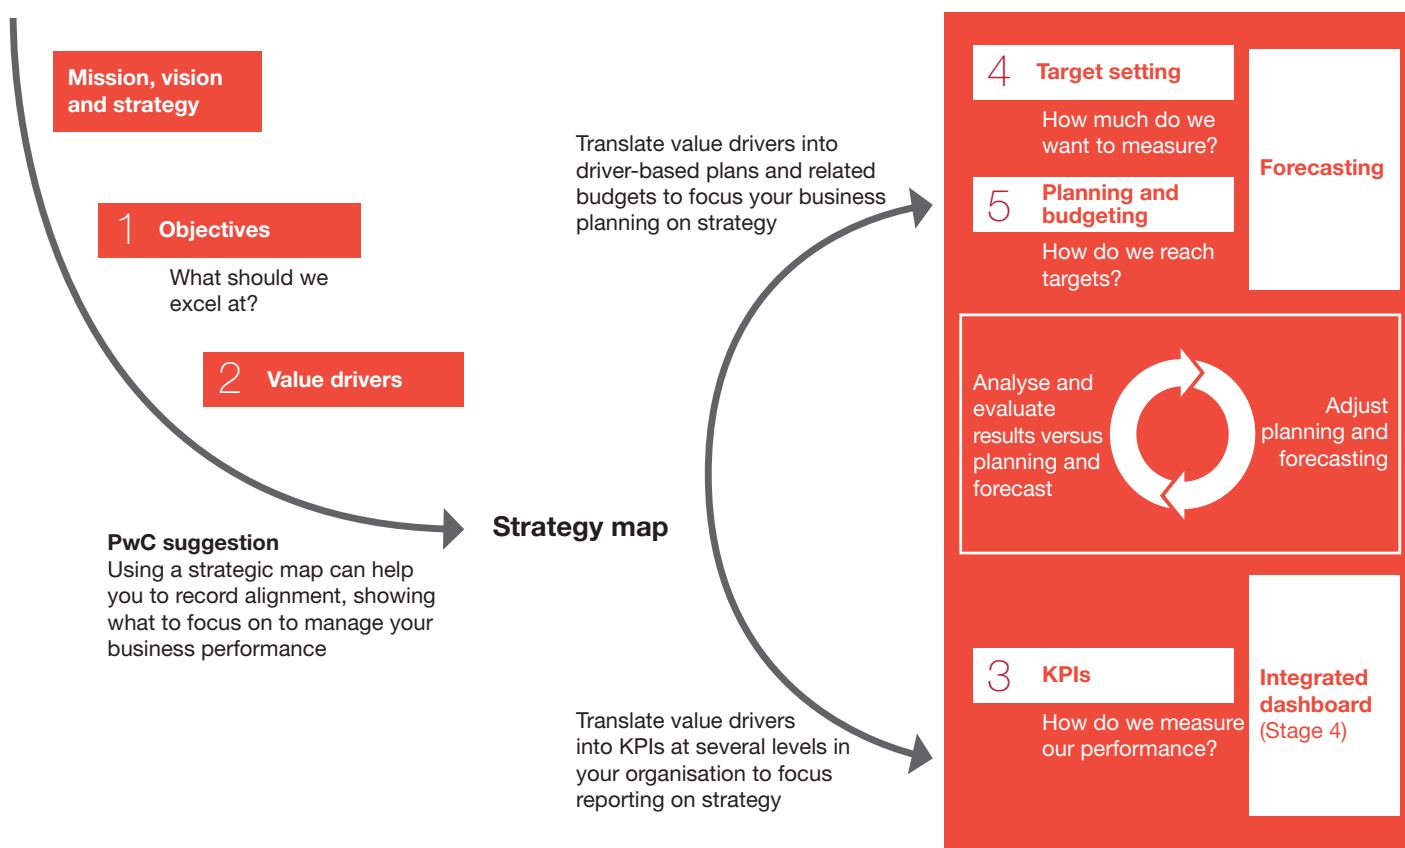 Mission, vision
and strategy
1 Objectives
What should we
excel at?
2 Value drivers
PwC suggestion
Using a strategic map can help
you to record alignment, showing
what to focus on to manage your
business performance
Strategy map
Translate value drivers into
driver-based plans and related
budgets to focus your business
planning on strategy
Translate value drivers
into KPIs at several levels in
your organisation to focus
reporting on strategy
4 Target setting
How much do we
want to measure?
5 Planning and
budgeting
How do we reach
targets?
Forecasting
Analyse and
evaluate
results versus
planning and
forecast
Adjust
planning and
forecasting
3 KPIs
How do we measure
our performance?
Integrated
dashboard
(Stage 4)